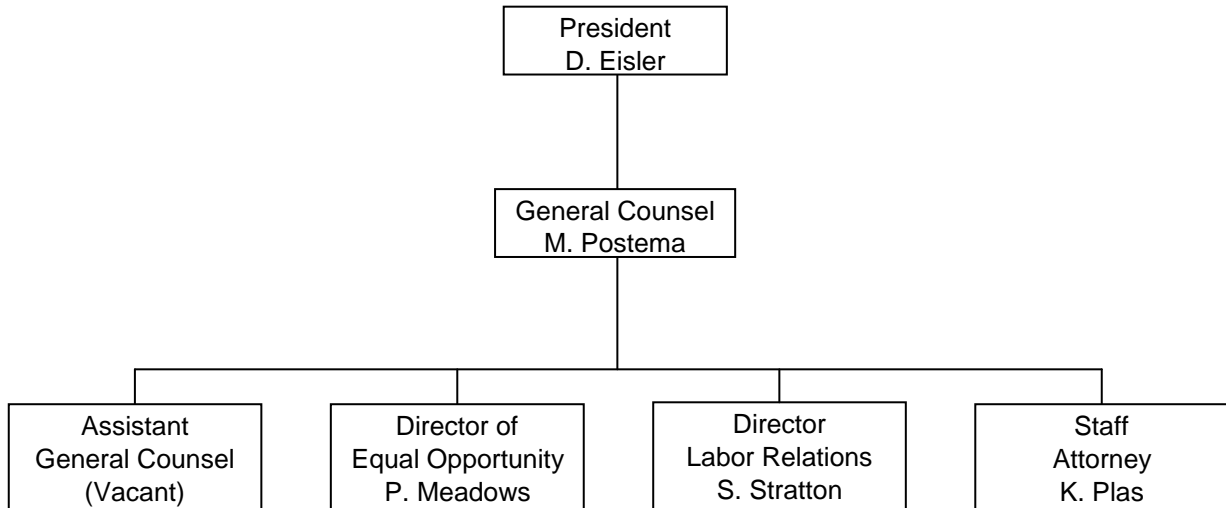 President
D. Eisler
General Counsel
M. Postema
Assistant
General Counsel
(Vacant)
Director of
Equal Opportunity
P. Meadows
Director
Labor Relations
S. Stratton
Staff
Attorney
K. Plas